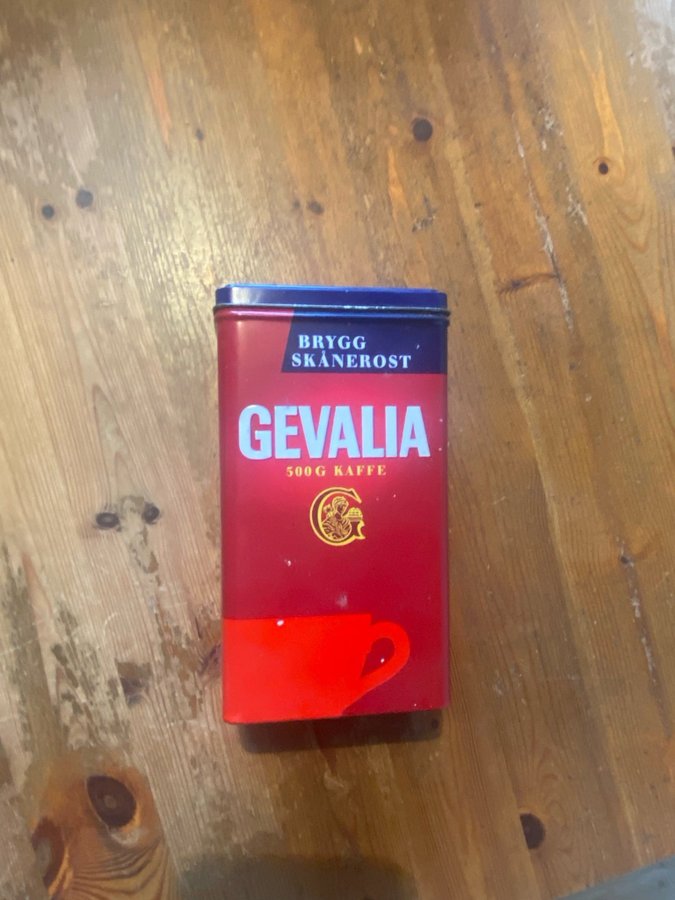 BRYGG
SKÅNEROST
GEVALIA
500G KAFFE
G